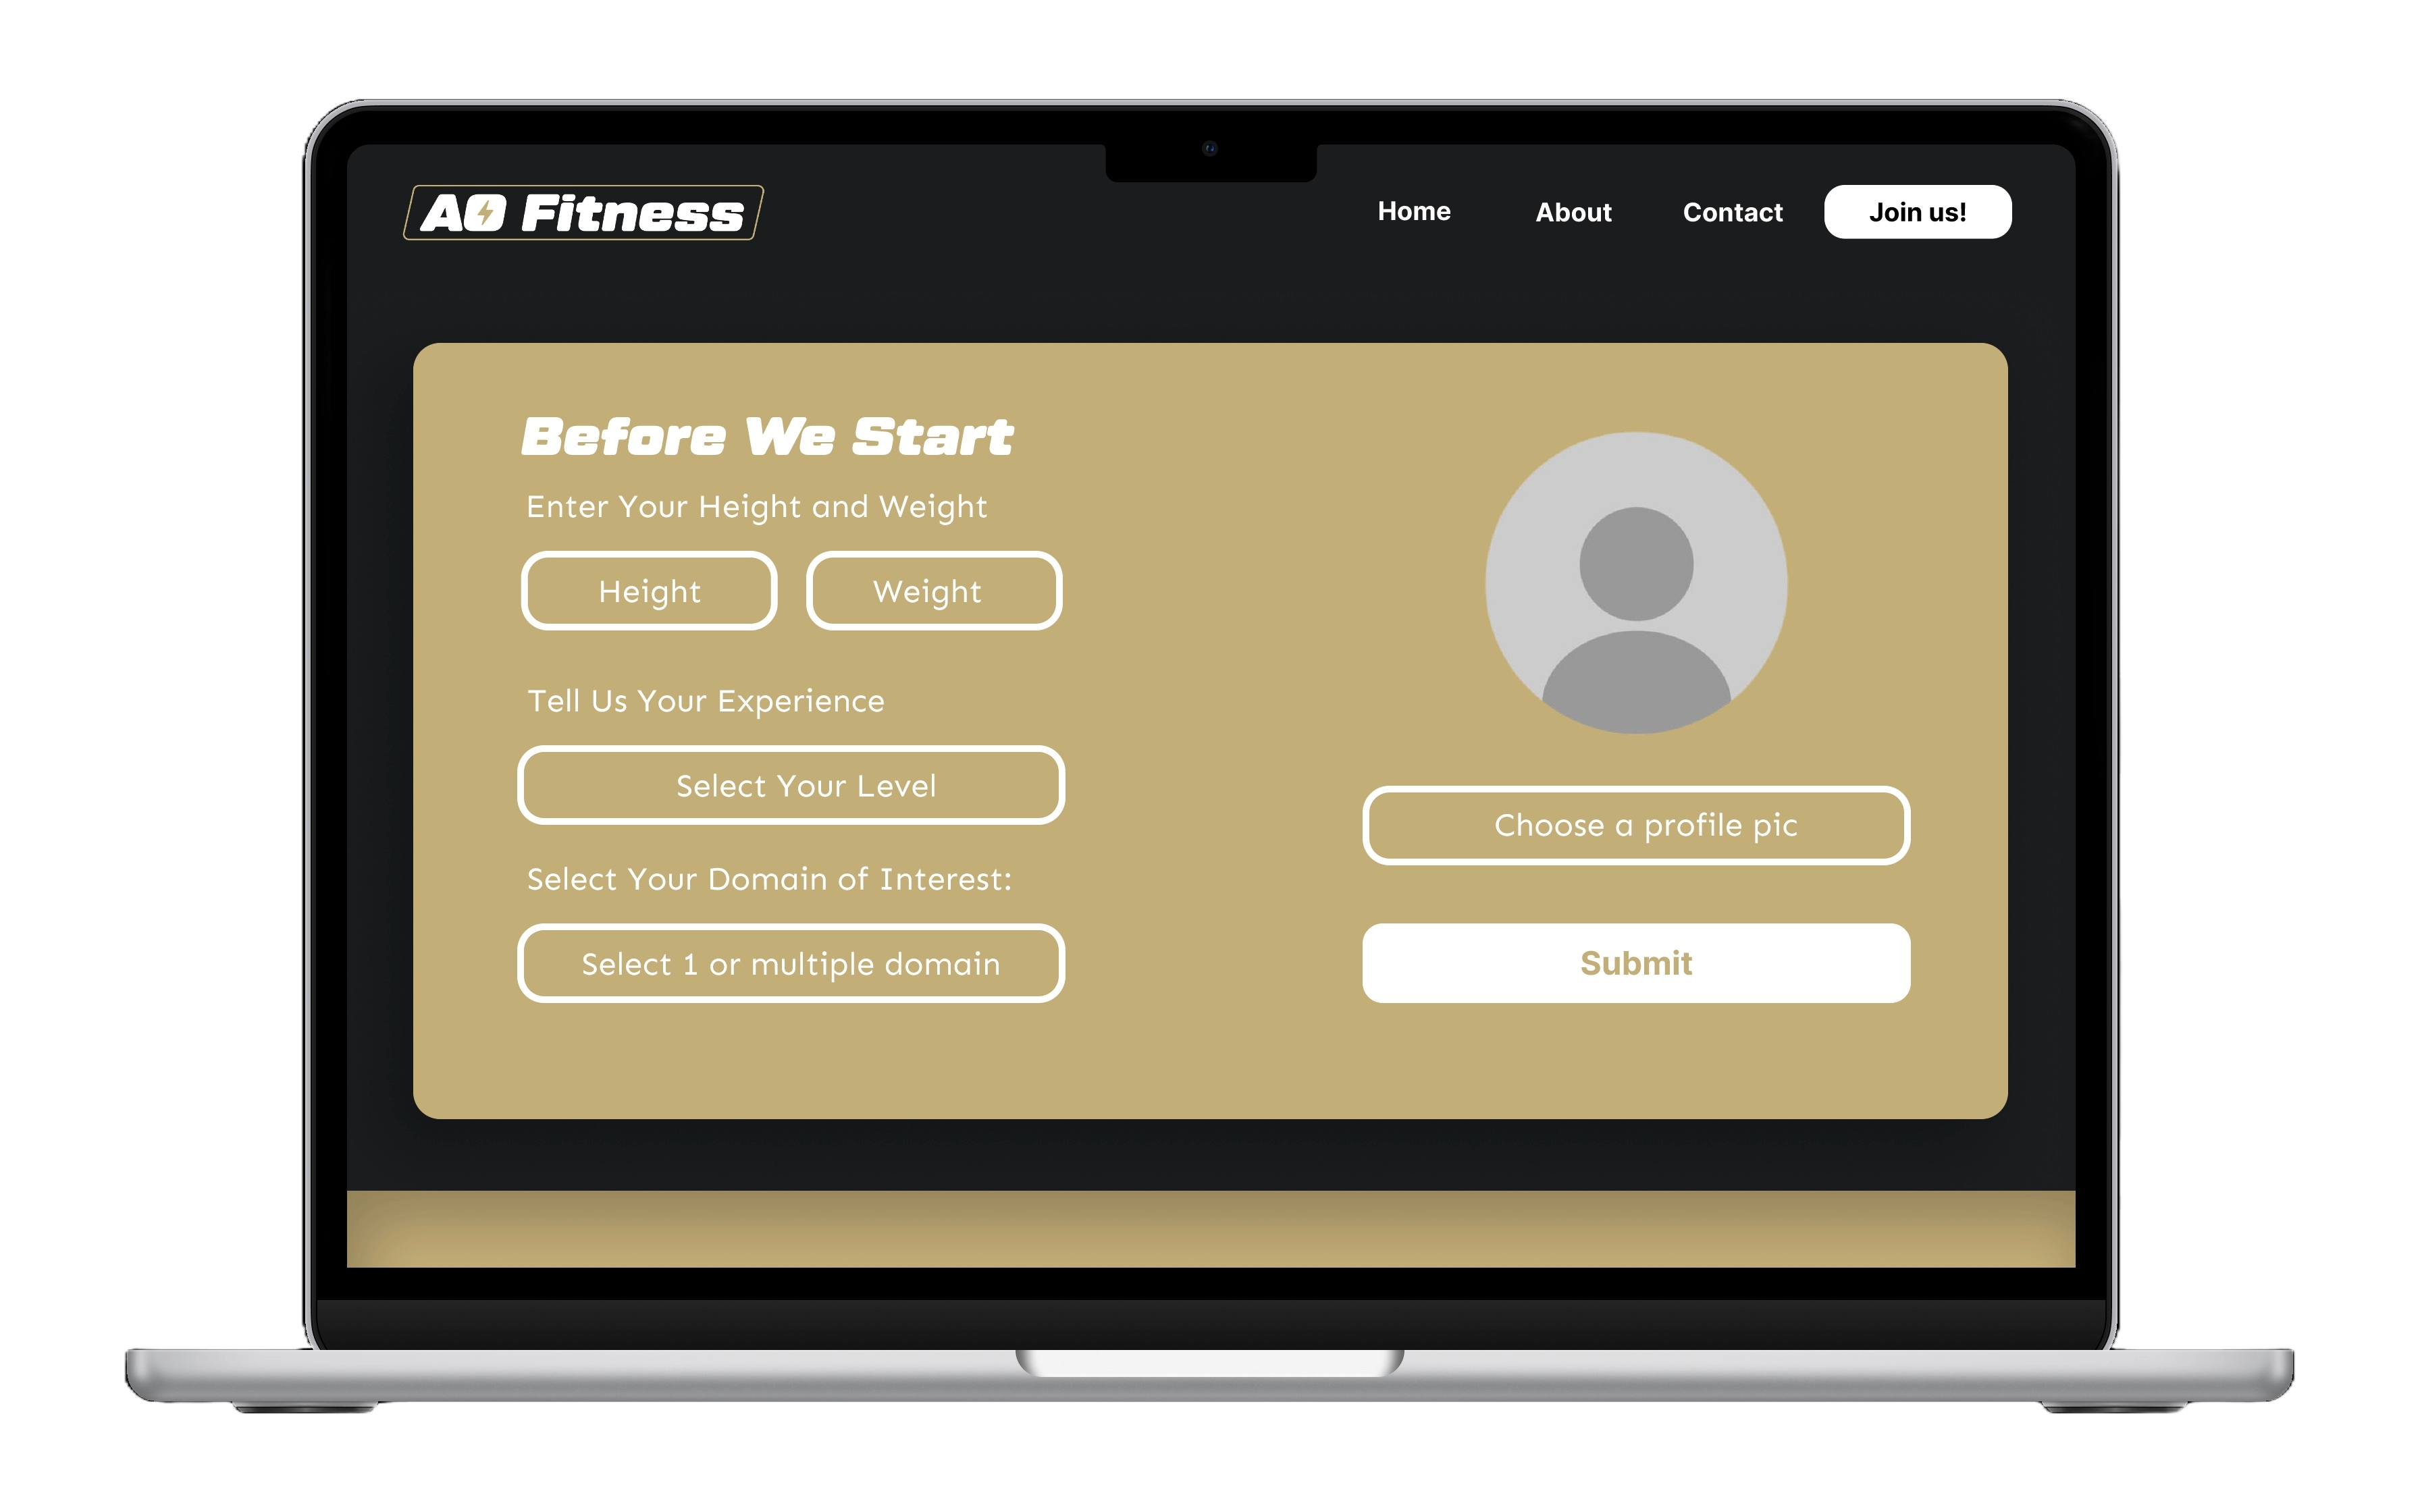 AO Fitness
Home
About
Contact
Join us!
Before We Start
Enter Your Height and Weight
Height
Weight
Tell Us Your Experience
Select Your Level
Select Your Domain of Interest:
Select 1 or multiple domain
Choose a profile pic
Submit